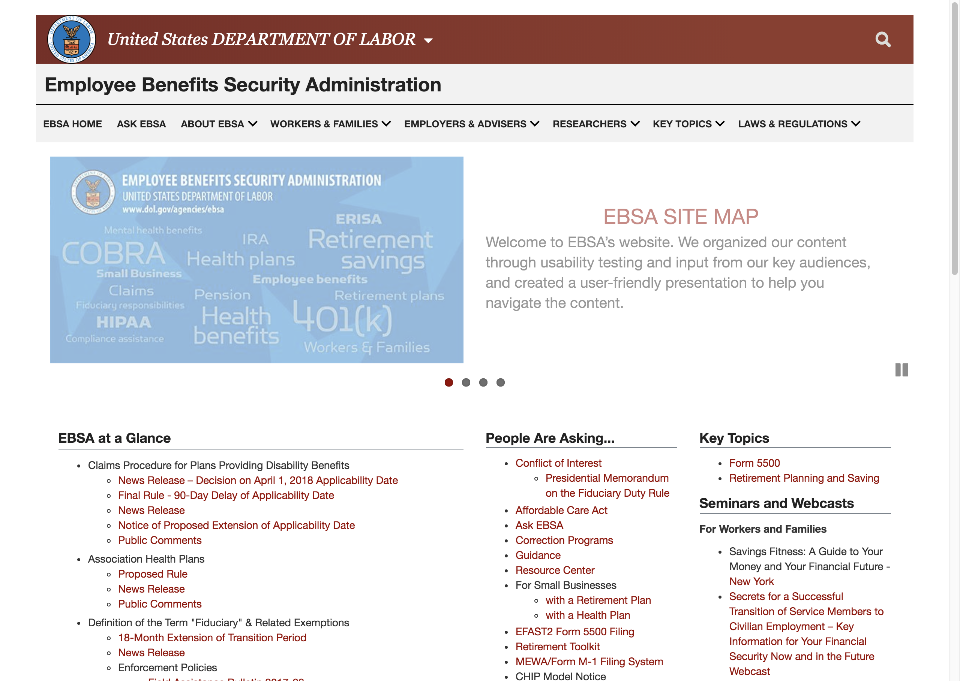 United States DEPARTMENT OF LABOR
Employee Benefits Security Administration
EBSA HOME ASK EBSA ABOUT EBSA WORKERS & FAMILIES EMPLOYERS & ADVISERS RESEARCHERS KEY TOPICS LAWS & REGULATIONS
EMPLOYEE BENEFITS SECURITY ADMINISTRATION
UNITED STATES DEPARTMENT OF LABOR
www.dol.gov/agencies/ebsa
Mental health benefits
ERISA
COBRA
IRA
Retirement savings
Health plans
Small Business
Employee benefits
Claims
Pension
Retirement plans
Fiduciary responsibilities
Health benefits
401(k)
HIPAA
Compliance assistance
Workers & Families
EBSA SITE MAP
Welcome to EBSA's website. We organized our content
through usability testing and input from our key audiences,
and created a user-friendly presentation to help you
navigate the content.
EBSA at a Glance
Claims Procedure for Plans Providing Disability Benefits
News Release – Decision on April 1, 2018 Applicability Date
Final Rule - 90-Day Delay of Applicability Date
News Release
Notice of Proposed Extension of Applicability Date
Public Comments
Association Health Plans
Proposed Rule
News Release
Public Comments
Definition of the Term "Fiduciary" & Related Exemptions
18-Month Extension of Transition Period
News Release
Enforcement Policies
People Are Asking...
Conflict of Interest
Presidential Memorandum
on the Fiduciary Duty Rule
Affordable Care Act
Ask EBSA
Correction Programs
Guidance
Resource Center
For Small Businesses
with a Retirement Plan
with a Health Plan
EFAST2 Form 5500 Filing
Retirement Toolkit
MEWA/Form M-1 Filing System
CHIP Model Notice
Key Topics
Form 5500
Retirement Planning and Saving
Seminars and Webcasts
For Workers and Families
Savings Fitness: A Guide to Your
Money and Your Financial Future -
New York
Secrets for a Successful
Transition of Service Members to
Civilian Employment – Key
Information for Your Financial
Security Now and in the Future
Webcast